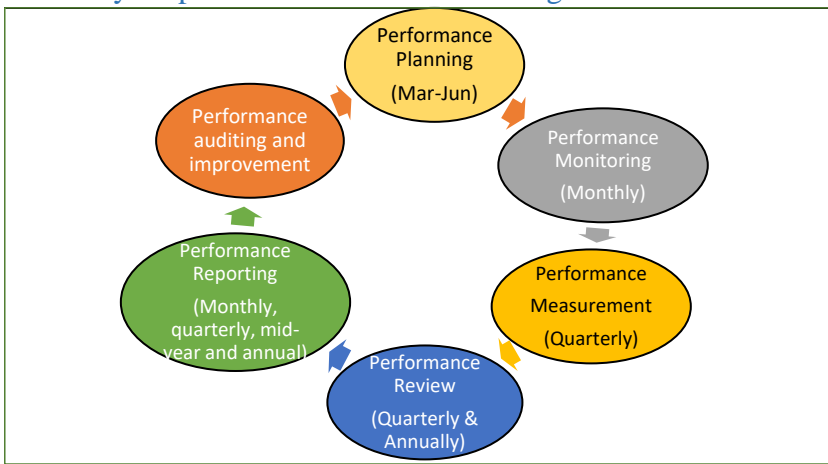 Performance
Planning
(Mar-Jun)
Performance
Monitoring
(Monthly)
Performance
Measurement
(Quarterly)
Performance
Review
(Quarterly &
Annually)
Performance
Reporting
(Monthly,
quarterly, mid-
year and annual)
Performance
auditing and
improvement